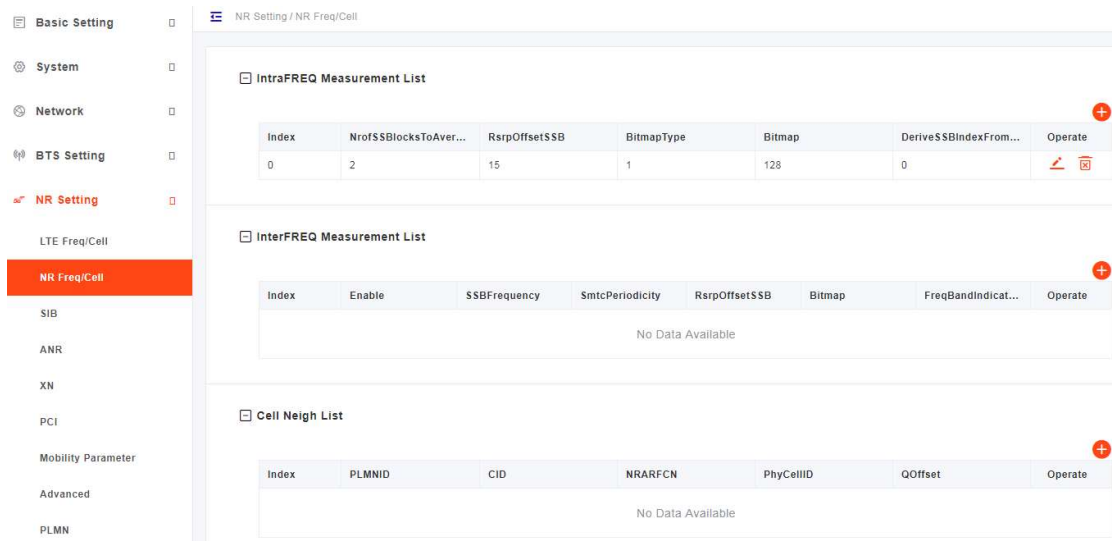 Basic Setting
System
Network
BTS Setting
NR Setting
LTE Freq/Cell
NR Freq/Cell
SIB
ANR
XN
PCI
Mobility Parameter
Advanced
PLMN
NR Setting / NR Freq/Cell
IntraFREQ Measurement List
Index NrofSSBlocksToAver... RsrpOffsetSSB BitmapType Bitmap DeriveSSBIndexFrom... Operate
0 2 15 1 128 0
InterFREQ Measurement List
Index Enable SSBFrequency SmtcPeriodicity RsrpOffsetSSB Bitmap FreqBandIndicat... Operate
No Data Available
Cell Neigh List
Index PLMNID CID NRARFCN PhyCellID QOffset Operate
No Data Available